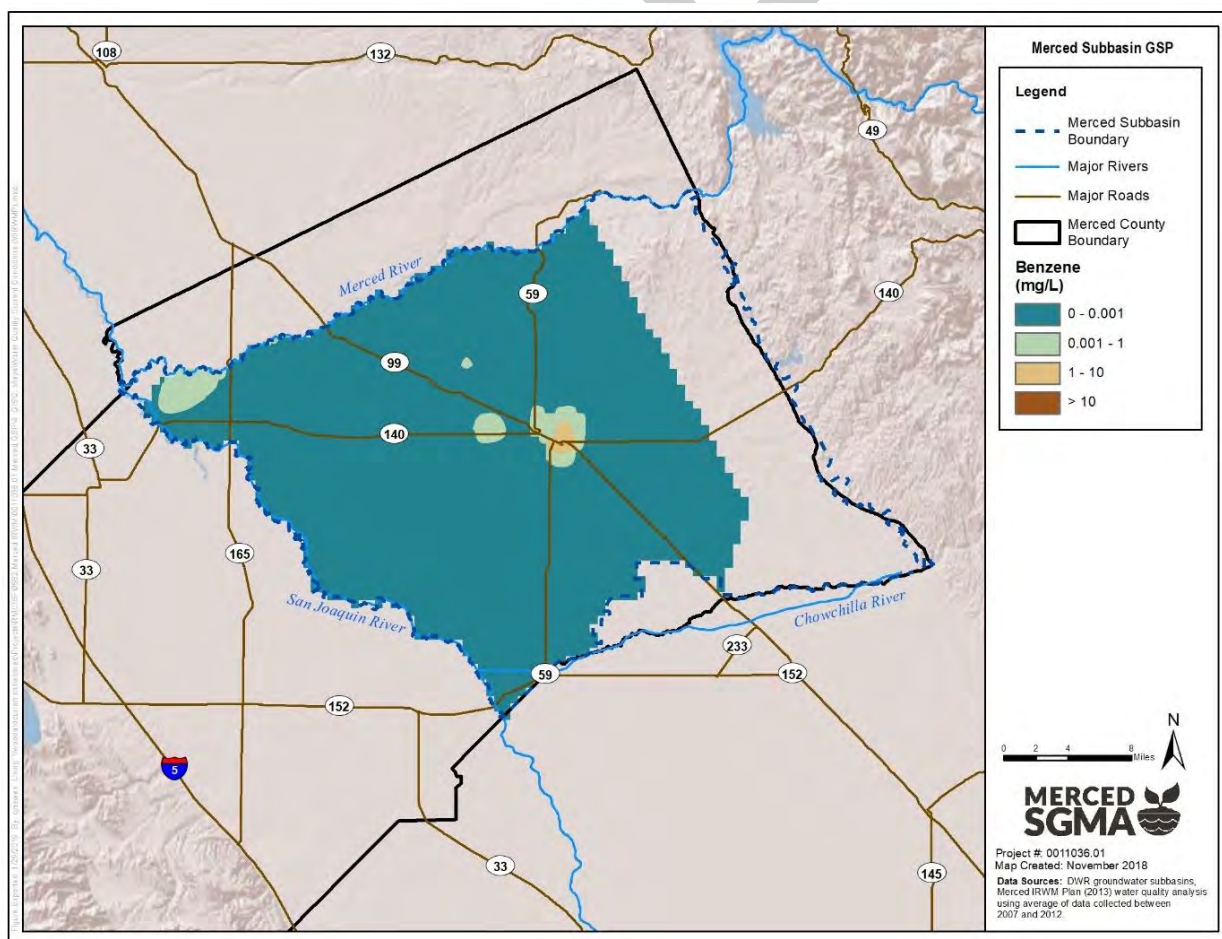 Merced Subbasin GSP
Legend
Merced Subbasin
Boundary
Major Rivers
Major Roads
Merced County
Boundary
Benzene
(mg/L)
0 - 0.001
0.001 - 1
1 - 10
> 10
108
132
49
Merced River
59
140
99
140
33
165
33
San Joaquin River
Chowchilla River
233
59
152
152
5
33
145
N
0 2 4 8
Miles
MERCED
SGMA
Project #: 0011036.01
Map Created: November 2018
Data Sources: DWR groundwater subbasins,
Merced IRWM Plan (2013) water quality analysis
using average of data collected between
2007 and 2012.